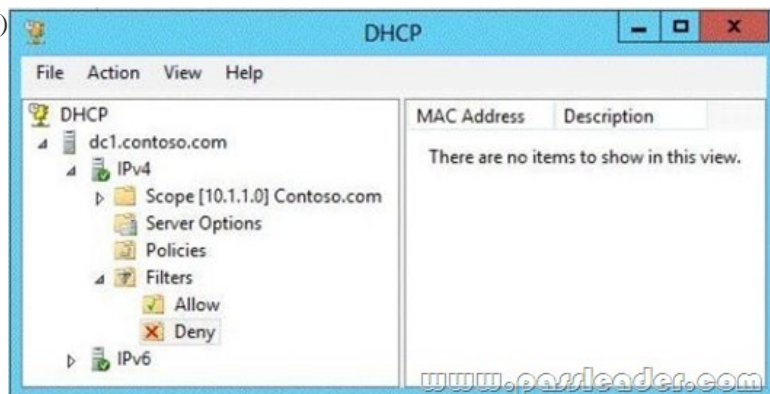 )
DHCP
File Action View Help
DHCP
dc1.contoso.com
IPv4
Scope [10.1.1.0] Contoso.com
Server Options
Policies
Filters
Allow
Deny
IPv6
MAC Address Description
There are no items to show in this view.
www.passleader.com